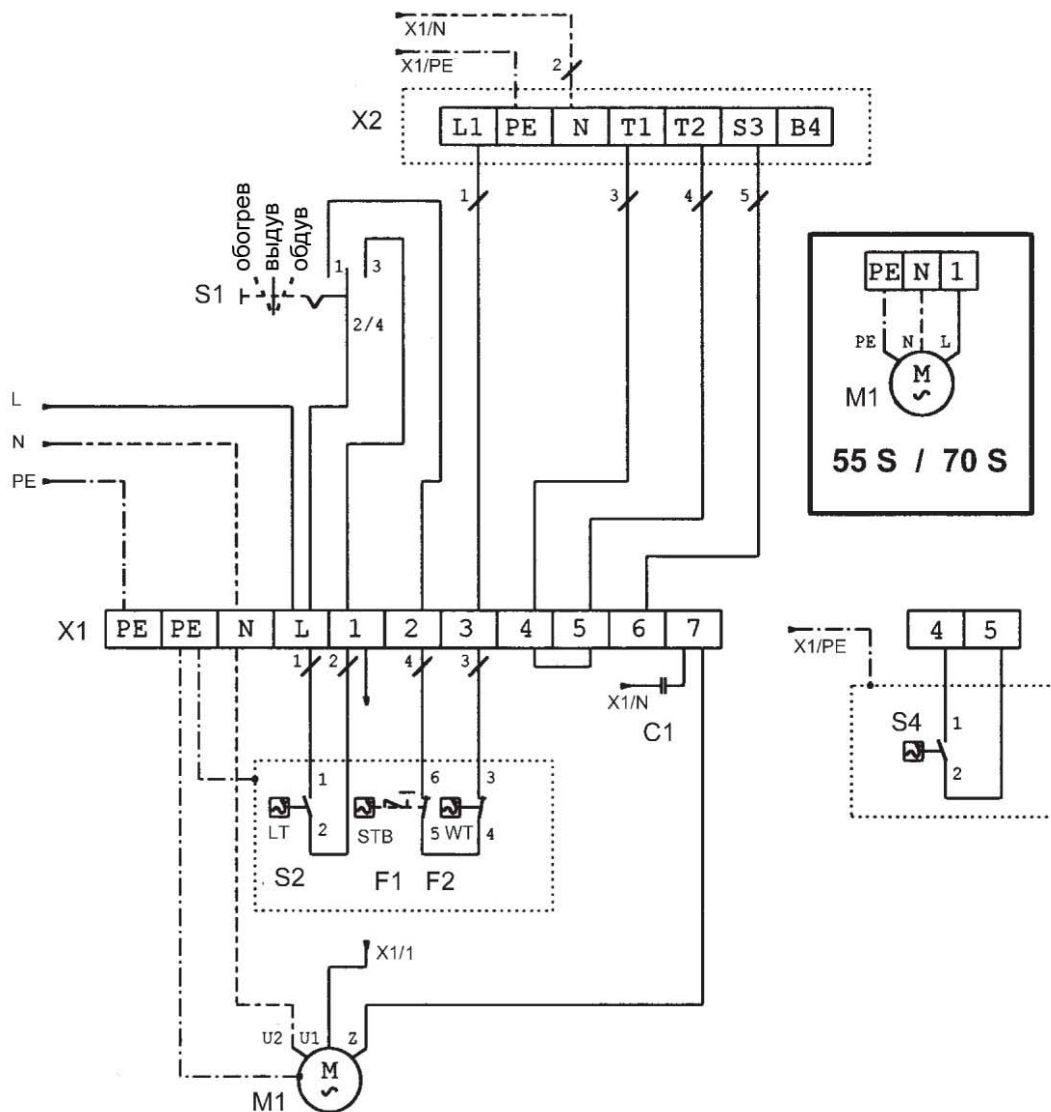 X1/N
X1/PE
2
X2
L1 PE N T1 T2 S3 B4
1 3 4 5
обогрев
выдув
обдув
1 3
S1
2/4
PE N 1
PE N L
M
M1
55 S / 70 S
L
N
PE
X1 PE PE N L 1 2 3 4 5 6 7
1 2 4 3
X1/N
C1
X1/PE
4 5
S4
1
2
1 6 3
LT 2 STB 5 WT 4
S2 F1 F2
X1/1
U2 U1 Z
M
M1